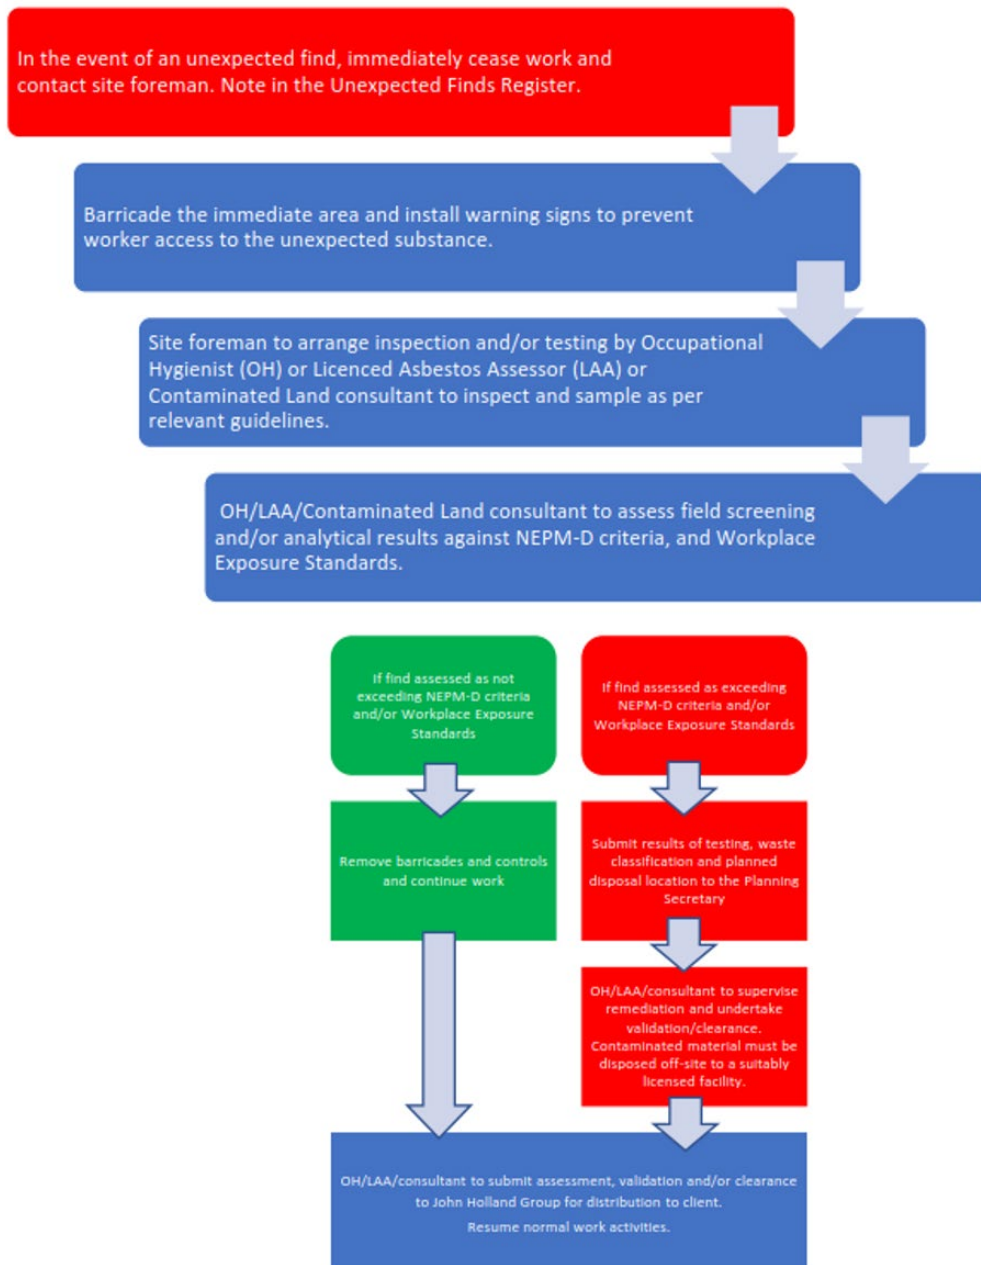 In the event of an unexpected find, immediately cease work and
contact site foreman. Note in the Unexpected Finds Register.
Barricade the immediate area and install warning signs to prevent
worker access to the unexpected substance.
Site foreman to arrange inspection and/or testing by Occupational
Hygienist (OH) or Licenced Asbestos Assessor (LAA) or
Contaminated Land consultant to inspect and sample as per
relevant guidelines.
OH/LAA/Contaminated Land consultant to assess field screening
and/or analytical results against NEPM-D criteria, and Workplace
Exposure Standards.
If find assessed as not
exceeding NEPM-D criteria
and/or Workplace Exposure
Standards
Remove barricades and controls
and continue work
If find assessed as exceeding
NEPM-D criteria and/or
Workplace Exposure Standards
Submit results of testing, waste
classification and planned
disposal location to the Planning
Secretary
OH/LAA/consultant to supervise
remediation and undertake
validation/clearance.
Contaminated material must be
disposed off-site to a suitably
licensed facility.
OH/LAA/consultant to submit assessment, validation and/or clearance
to John Holland Group for distribution to client.
Resume normal work activities.